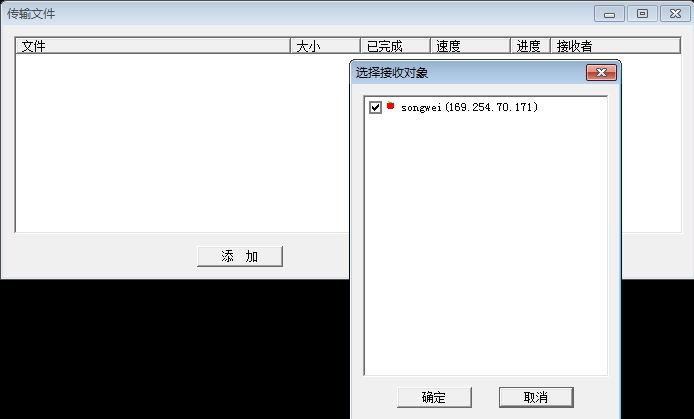 传输文件
文件 大小 已完成 速度 进度 接收者
选择接收对象
songwei(169.254.70.171)
添 加
确定 取消